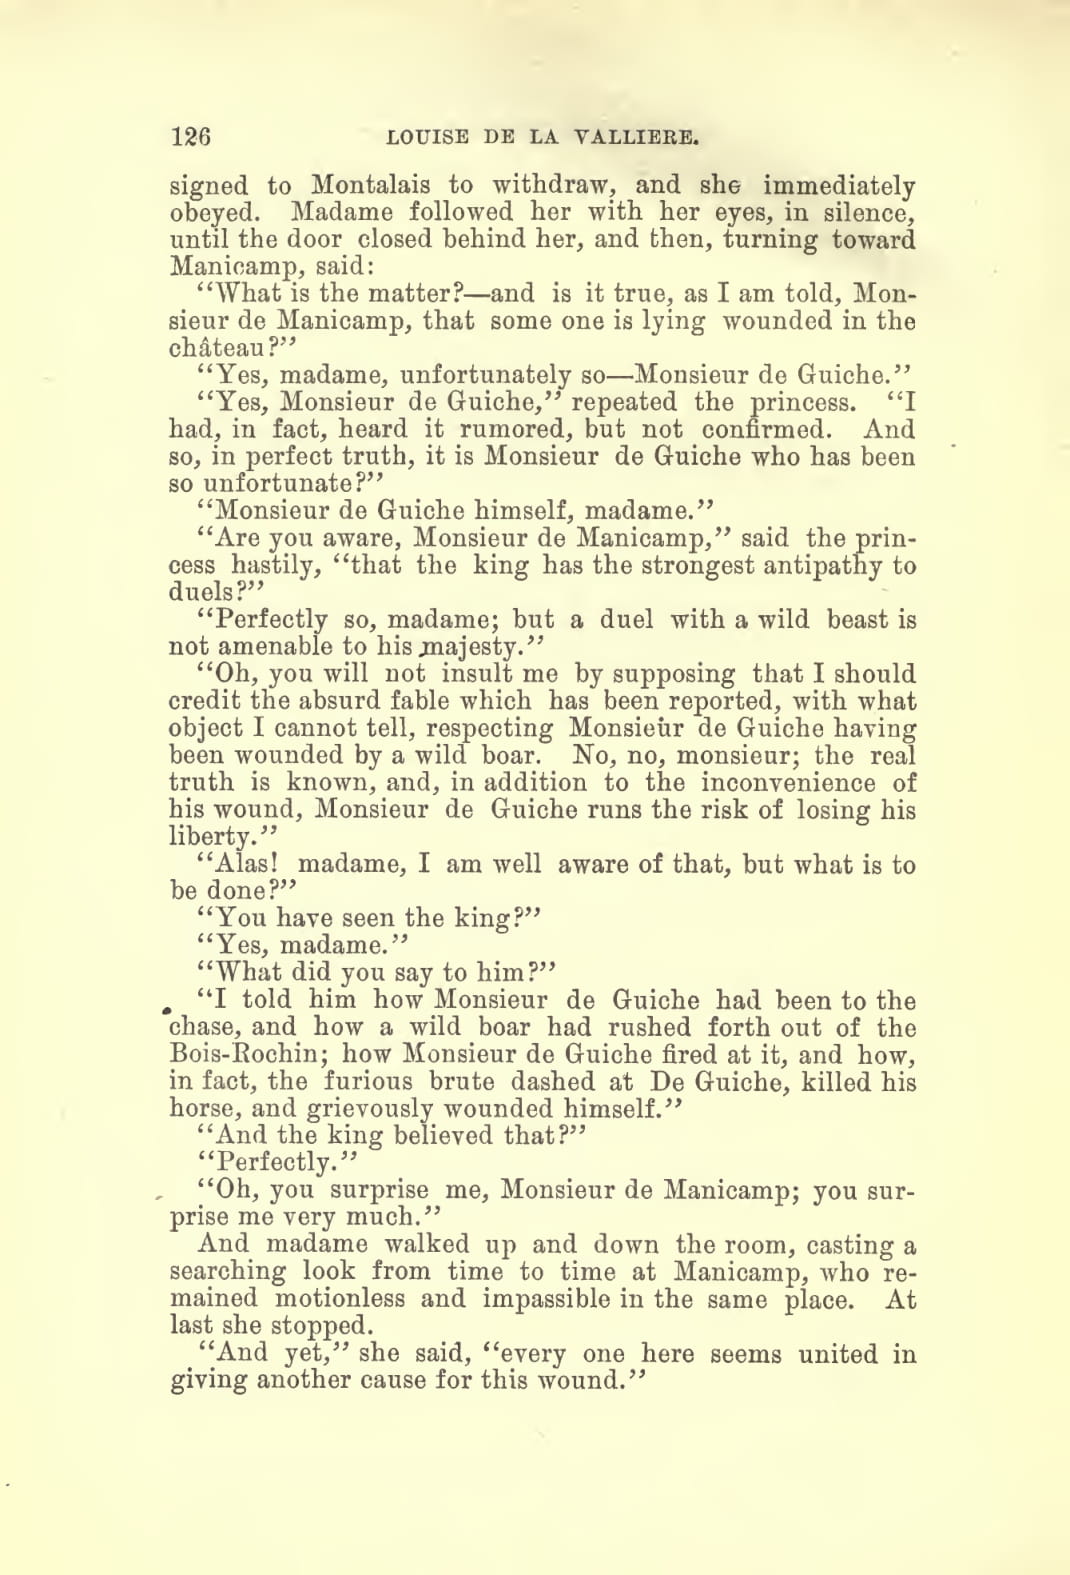 126 LOUISE DE LA VALLIERE.
signed to Montalais to withdraw, and she immediately
obeyed. Madame followed her with her eyes, in silence,
until the door closed behind her, and then, turning toward
Manicamp, said:
“What is the matter?—and is it true, as I am told, Mon-
sieur de Manicamp, that some one is lying wounded in the
château?”
“Yes, madame, unfortunately so—Monsieur de Guiche.”
“Yes, Monsieur de Guiche,” repeated the princess. “I
had, in fact, heard it rumored, but not confirmed. And
so, in perfect truth, it is Monsieur de Guiche who has been
so unfortunate?”
“Monsieur de Guiche himself, madame.”
“Are you aware, Monsieur de Manicamp,” said the prin-
cess hastily, “that the king has the strongest antipathy to
duels?”
“Perfectly so, madame; but a duel with a wild beast is
not amenable to his majesty.”
“Oh, you will not insult me by supposing that I should
credit the absurd fable which has been reported, with what
object I cannot tell, respecting Monsieur de Guiche having
been wounded by a wild boar. No, no, monsieur; the real
truth is known, and, in addition to the inconvenience of
his wound, Monsieur de Guiche runs the risk of losing his
liberty.”
“Alas! madame, I am well aware of that, but what is to
be done?”
“You have seen the king?”
“Yes, madame.”
“What did you say to him?”
“I told him how Monsieur de Guiche had been to the
chase, and how a wild boar had rushed forth out of the
Bois-Rochin; how Monsieur de Guiche fired at it, and how,
in fact, the furious brute dashed at De Guiche, killed his
horse, and grievously wounded himself.”
“And the king believed that?”
“Perfectly.”
“Oh, you surprise me, Monsieur de Manicamp; you sur-
prise me very much.”
And madame walked up and down the room, casting a
searching look from time to time at Manicamp, who re-
mained motionless and impassible in the same place. At
last she stopped.
“And yet,” she said, “every one here seems united in
giving another cause for this wound.”